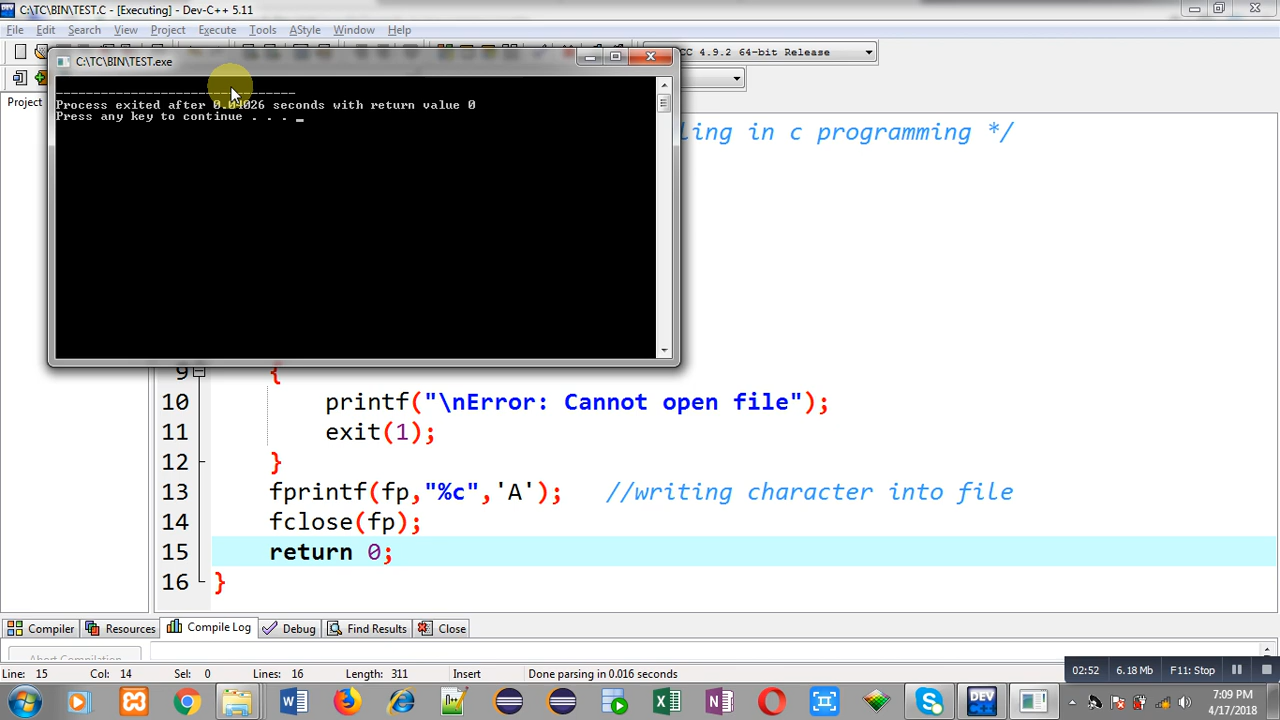 C:\TC\BIN\TEST.C - [Executing] - Dev-C++ 5.11
File Edit Search View Project Execute Tools AStyle Window Help
CC 4.9.2 64-bit Release
C:\TC\BIN\TEST.exe
Project
--------------------------------
Process exited after 0.04026 seconds with return value 0
Press any key to continue . . . _
ling in c programming */
9 {
10 printf("\nError: Cannot open file");
11 exit(1);
12 }
13 fprintf(fp,"%c",'A'); //writing character into file
14 fclose(fp);
15 return 0;
16 }
Compiler Resources Compile Log Debug Find Results Close
Abort Compilation
Line: 15 Col: 14 Sel: 0 Lines: 16 Length: 311 Insert Done parsing in 0.016 seconds
02:52 6.18 Mb F11: Stop
DEV
7:09 PM
4/17/2018